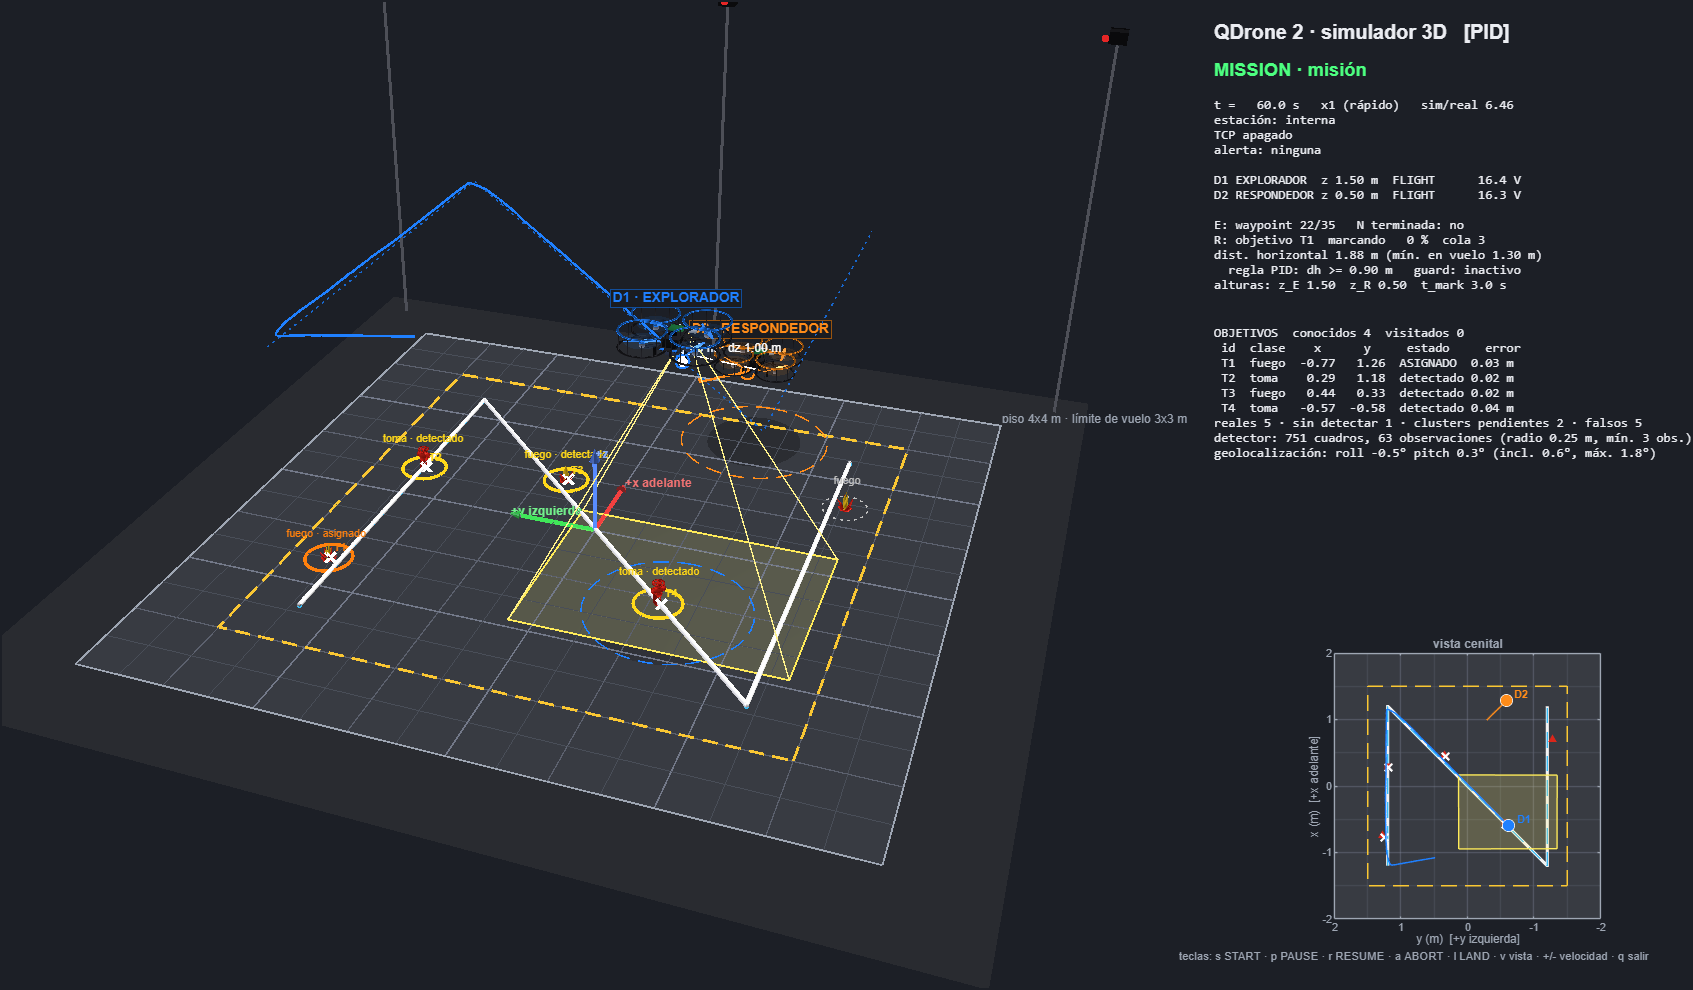 QDrone 2 · simulador 3D [PID]
MISSION · misión
t = 60.0 s x1 (rápido) sim/real 6.46
estación: interna
TCP apagado
alerta: ninguna
D1 EXPLORADOR z 1.50 m FLIGHT 16.4 V
D2 RESPONDEDOR z 0.50 m FLIGHT 16.3 V
E: waypoint 22/35 N terminada: no
R: objetivo T1 marcando 0 % cola 3
dist. horizontal 1.88 m (mín. en vuelo 1.30 m)
regla PID: dh >= 0.90 m guard: inactivo
alturas: z_E 1.50 z_R 0.50 t_mark 3.0 s
OBJETIVOS conocidos 4 visitados 0
id clase x y estado error
T1 fuego -0.77 1.26 ASIGNADO 0.03 m
T2 toma 0.29 1.18 detectado 0.02 m
T3 fuego 0.44 0.33 detectado 0.02 m
T4 toma -0.57 -0.58 detectado 0.04 m
reales 5 · sin detectar 1 · clusters pendientes 2 · falsos 5
detector: 751 cuadros, 63 observaciones (radio 0.25 m, mín. 3 obs.)
geolocalización: roll -0.5° pitch 0.3° (incl. 0.6°, máx. 1.8°)
D1 · EXPLORADOR
RESPONDEDOR
dz 1.00 m
piso 4x4 m · límite de vuelo 3x3 m
toma · detectado
fuego · detect
+x adelante
fuego
+y izquierda
fuego · asignad
toma · detectado
vista cenital
2
D2
1
0
D1
-1
-2
x (m) [+x adelante]
2 1 0 -1 -2
y (m) [+y izquierda]
teclas: s START · p PAUSE · r RESUME · a ABORT · l LAND · v vista · +/- velocidad · q salir